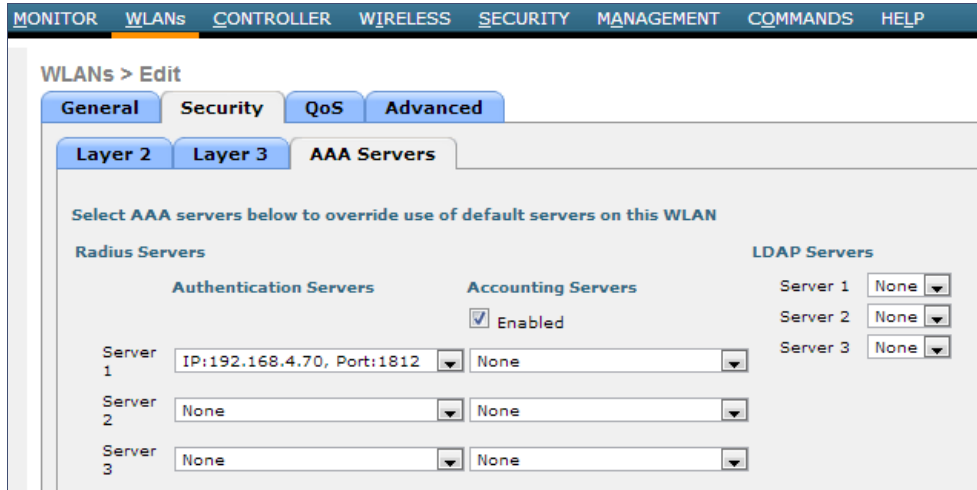 MONITOR WLANs CONTROLLER WIRELESS SECURITY MANAGEMENT COMMANDS HELP
WLANs > Edit
General Security QoS Advanced
Layer 2 Layer 3 AAA Servers
Select AAA servers below to override use of default servers on this WLAN
Radius Servers LDAP Servers
Authentication Servers Accounting Servers Server 1 None
Enabled Server 2 None
Server 3 None
Server 1 IP:192.168.4.70, Port:1812 None
Server 2 None None
Server 3 None None